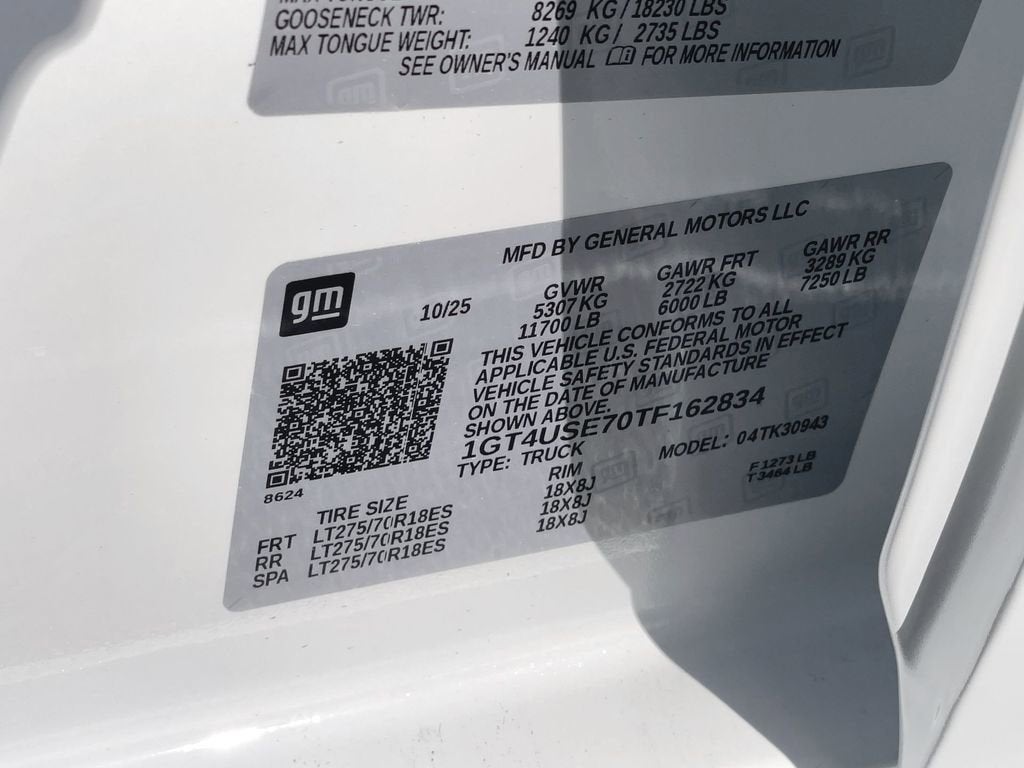 GOOSENECK TWR: 8269 KG / 18230 LBS
MAX TONGUE WEIGHT: 1240 KG / 2735 LBS
SEE OWNER'S MANUAL FOR MORE INFORMATION
gm
MFD BY GENERAL MOTORS LLC
10/25
GVWR GAWR FRT GAWR RR
5307 KG 2722 KG 3289 KG
11700 LB 6000 LB 7250 LB
THIS VEHICLE CONFORMS TO ALL
APPLICABLE U.S. FEDERAL MOTOR
VEHICLE SAFETY STANDARDS IN EFFECT
ON THE DATE OF MANUFACTURE
SHOWN ABOVE.
1GT4USE70TF162834
TYPE: TRUCK MODEL: 04TK30943
8624
F 1273 LB
T 3464 LB
TIRE SIZE RIM
FRT LT275/70R18ES 18X8J
RR LT275/70R18ES 18X8J
SPA LT275/70R18ES 18X8J